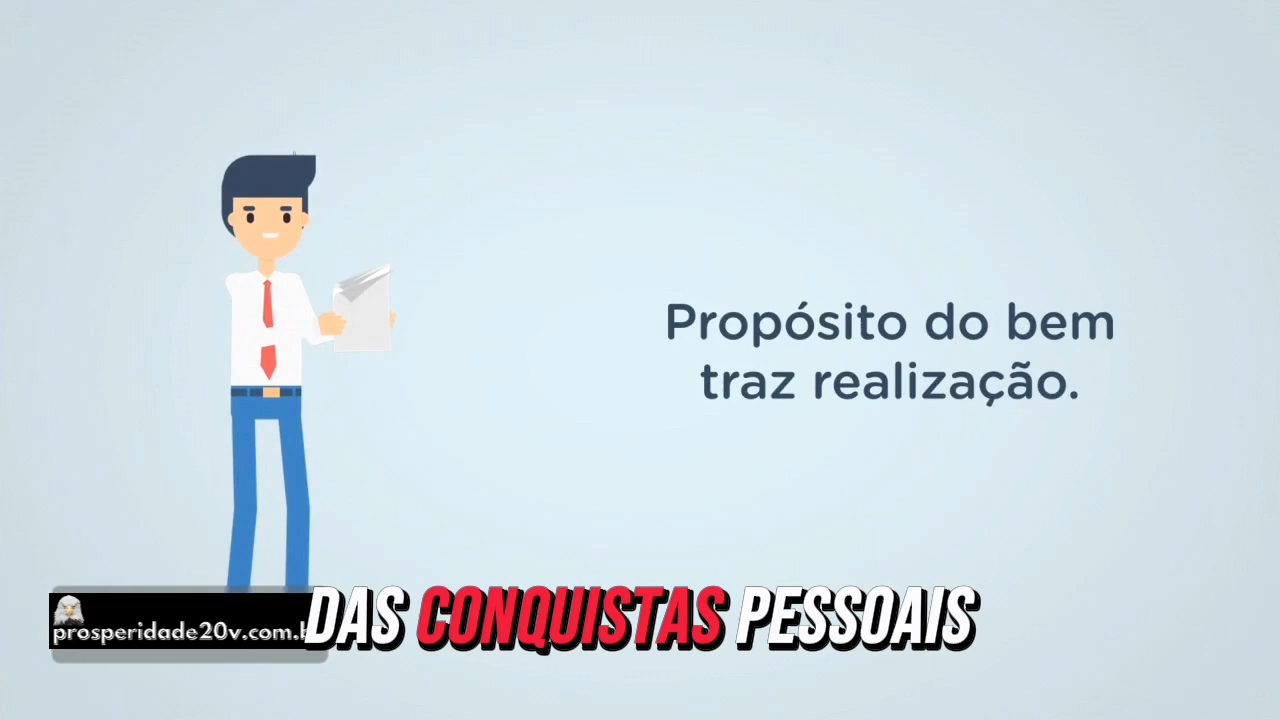 Propósito do bem
traz realização.
DAS CONQUISTAS PESSOAIS
prosperidade20v.com.b